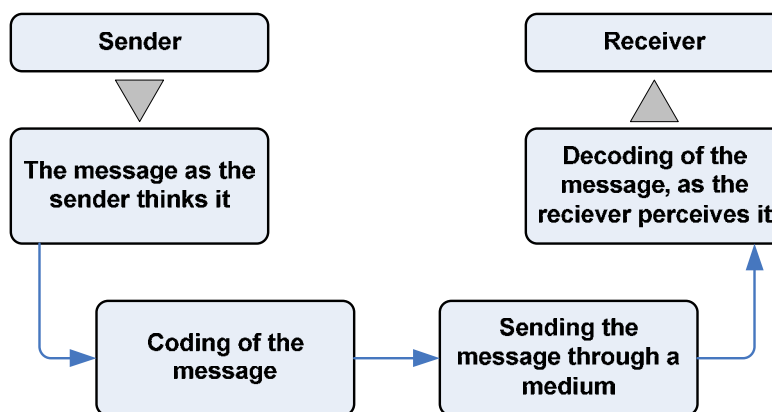 Sender
Receiver
The message as the
sender thinks it
Decoding of the
message, as the
reciever perceives it
Coding of the
message
Sending the
message through a
medium